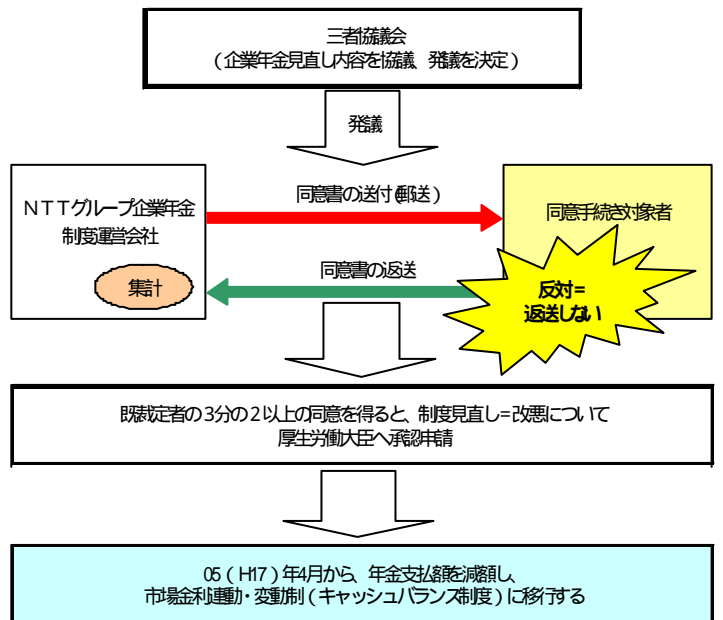 三者協議会
(企業年金見直し内容を協議、発議を決定)
発議
NTTグループ企業年金
制度運営会社
集計
同意書の送付(郵送)
同意書の返送
同意手続き対象者
反対=
返送しない
既裁定者の3分の2以上の同意を得ると、制度見直し=改悪について
厚生労働大臣へ承認申請
05(H17)年4月から、年金支払額を減額し、
市場金利連動・変動制(キャッシュバランス制度)に移行する